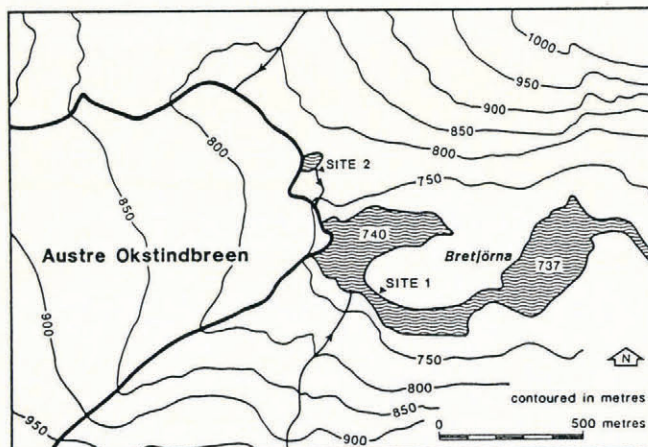 1000
950
900
850
800
750
800
850
900
950
SITE 2
740
Bretjörna
737
SITE 1
Austre Okstindbreen
750
800
850
900
N
contoured in metres
0 500 metres